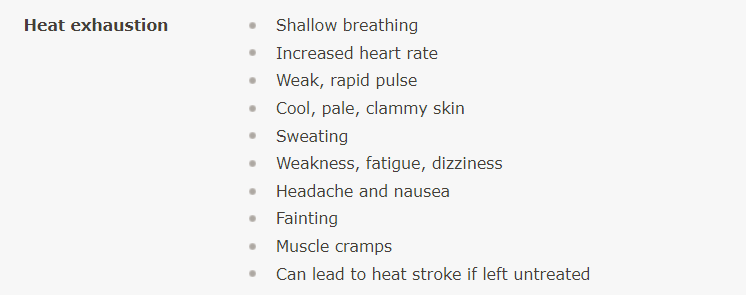 Heat exhaustion
Shallow breathing
Increased heart rate
Weak, rapid pulse
Cool, pale, clammy skin
Sweating
Weakness, fatigue, dizziness
Headache and nausea
Fainting
Muscle cramps
Can lead to heat stroke if left untreated